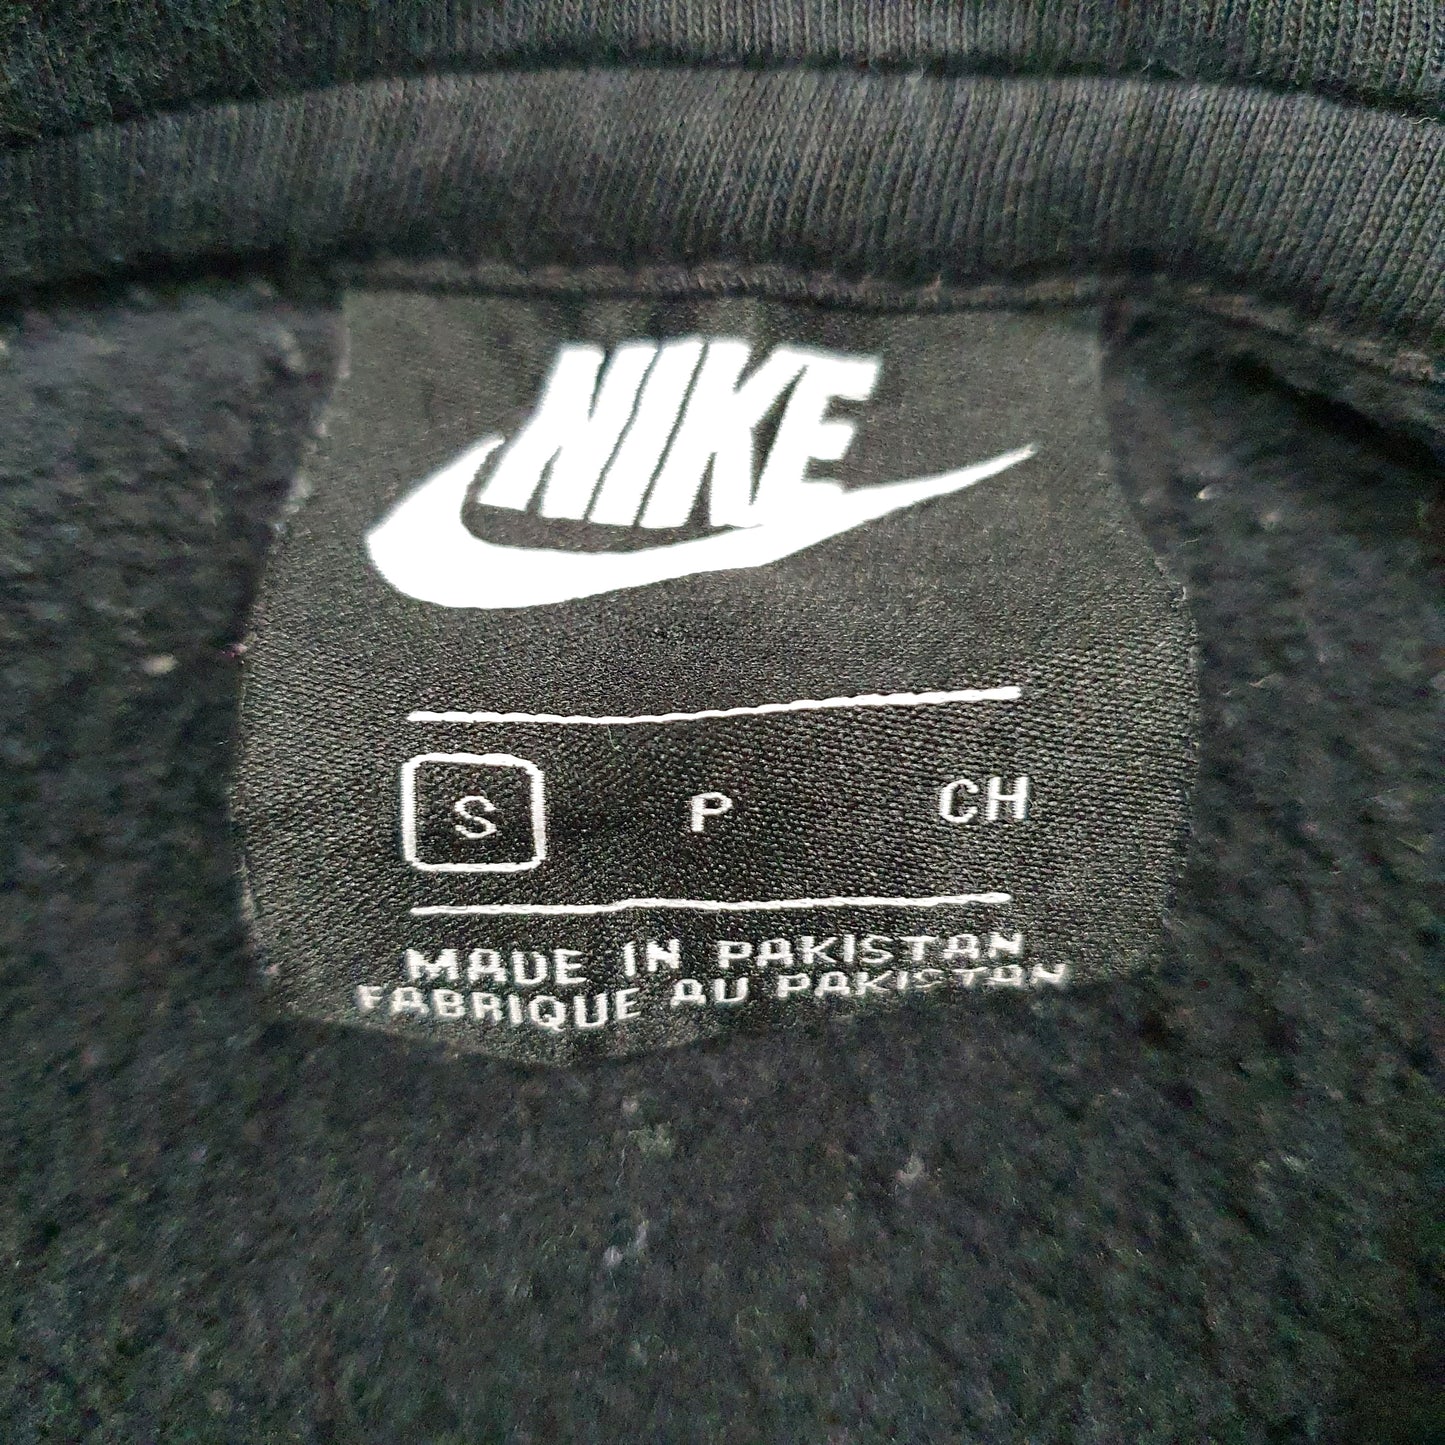 NIKE
S P CH
MADE IN PAKISTAN
FABRIQUE AU PAKISTAN